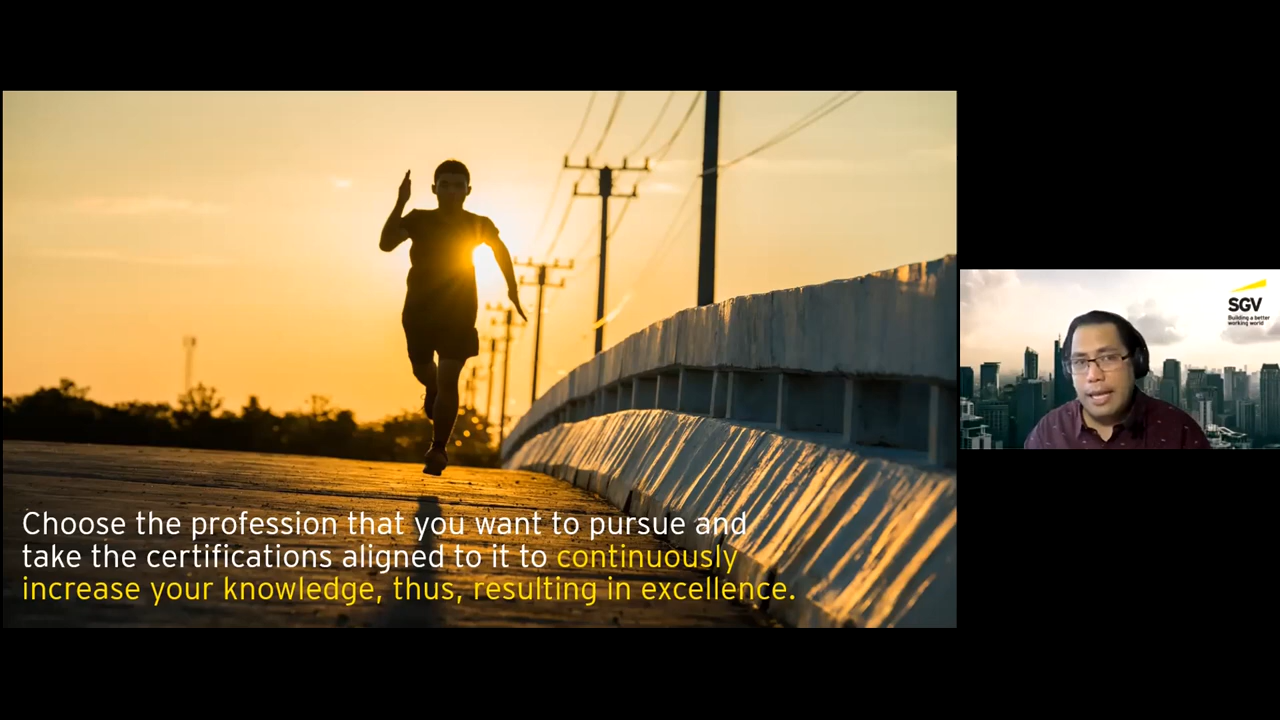 Choose the profession that you want to pursue and
take the certifications aligned to it to continuously
increase your knowledge, thus, resulting in excellence.
SGV
Building a better
working world